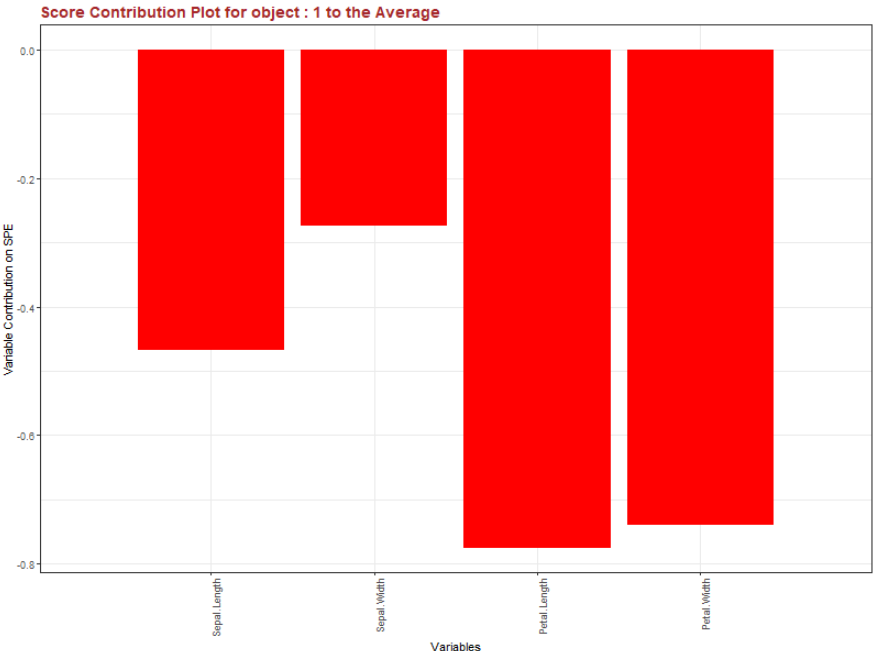 Score Contribution Plot for object : 1 to the Average
Variable Contribution on SPE
0.0
-0.2
-0.4
-0.6
-0.8
Sepal.Length
Sepal.Width
Petal.Length
Petal.Width
Variables